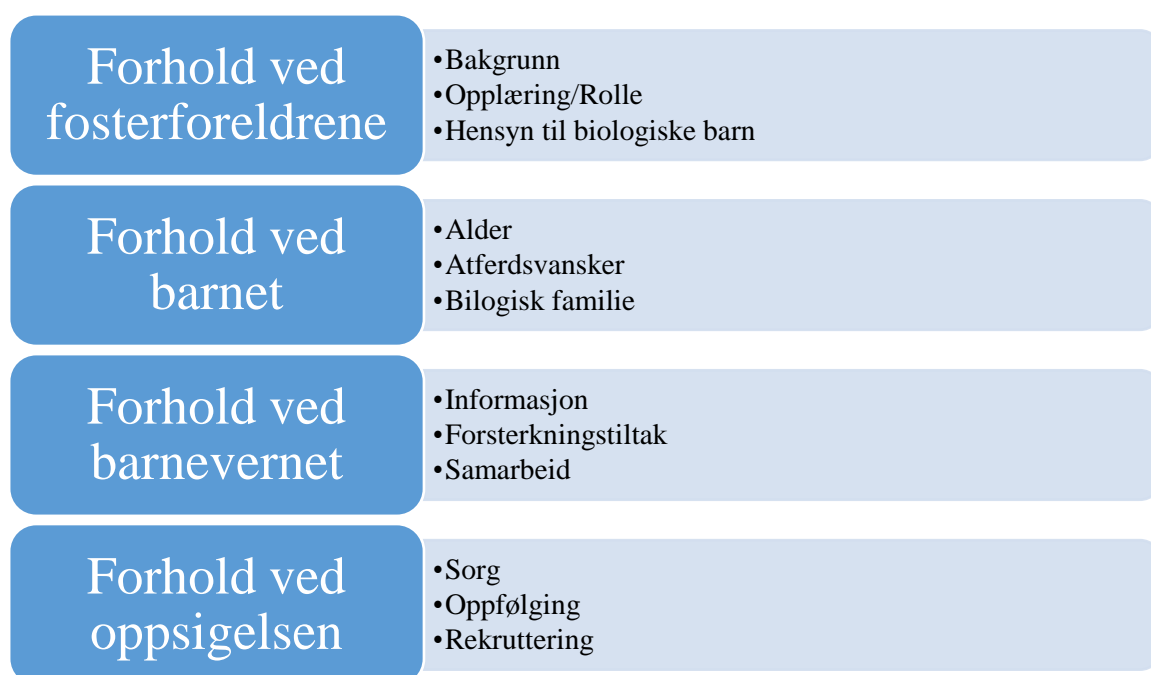 Forhold ved
fosterforeldrene
•Bakgrunn
•Opplæring/Rolle
•Hensyn til biologiske barn
Forhold ved
barnet
•Alder
•Atferdsvansker
•Bilogisk familie
Forhold ved
barnevernet
•Informasjon
•Forsterkningstiltak
•Samarbeid
Forhold ved
oppsigelsen
•Sorg
•Oppfølging
•Rekruttering